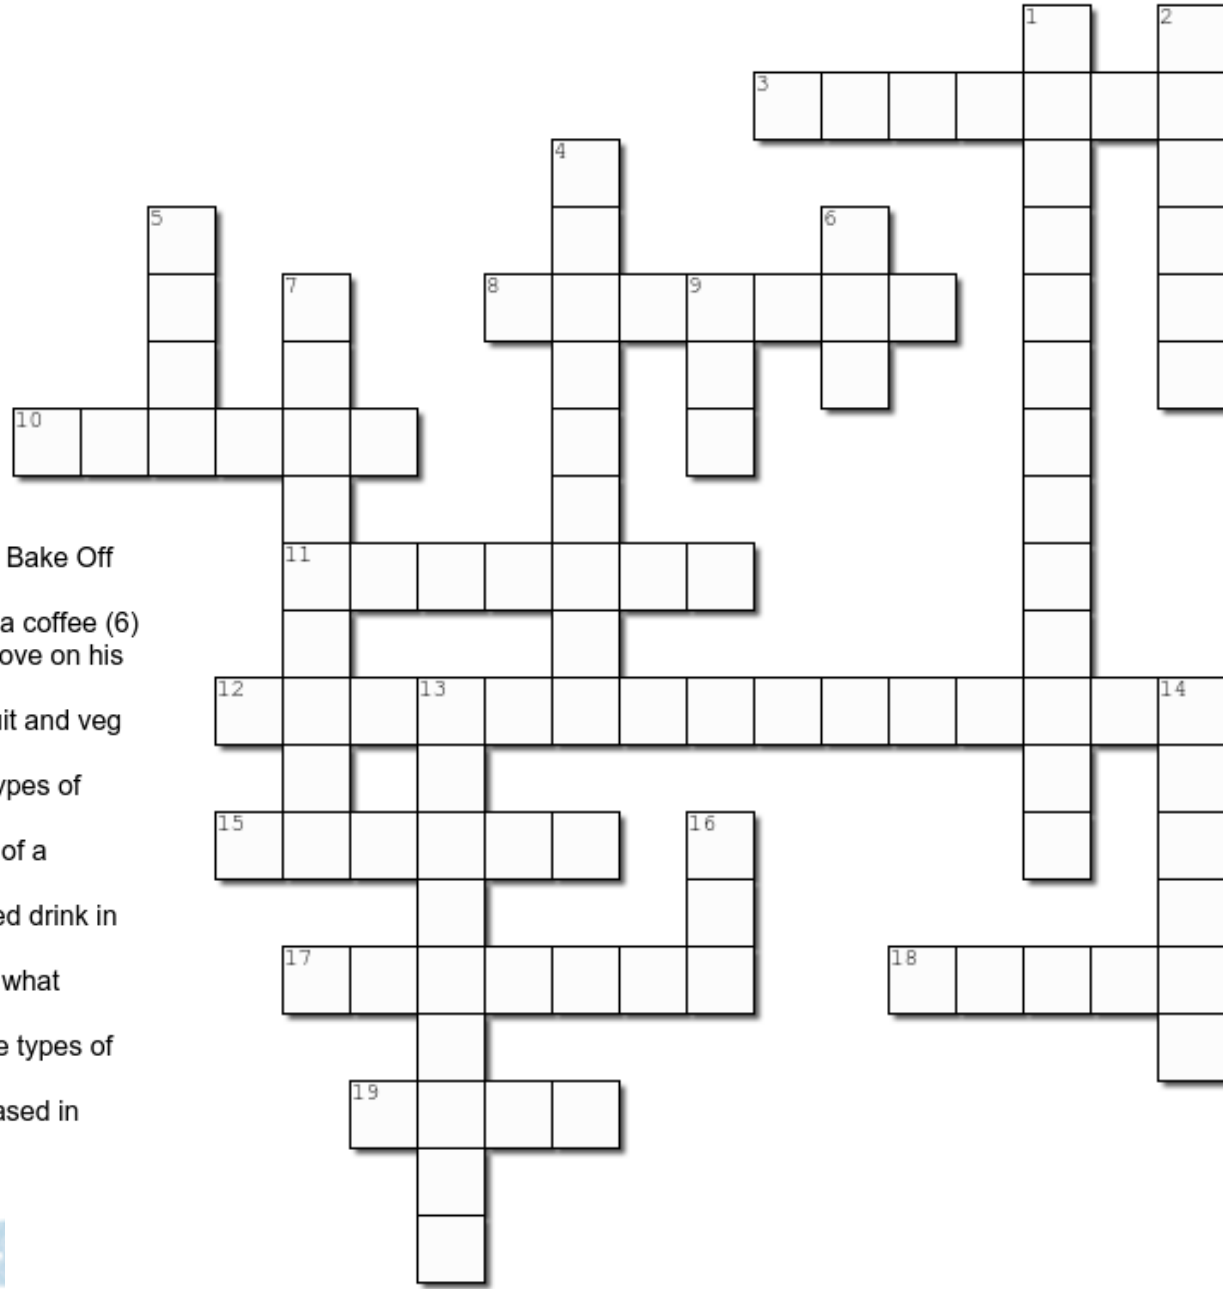 1 2
3
4
5 6
7 8 9
10
Bake Off
11
a coffee (6)
ove on his
12 13 14
uit and veg
ypes of
15 16
of a
ed drink in
17 18
what
e types of
19
ased in